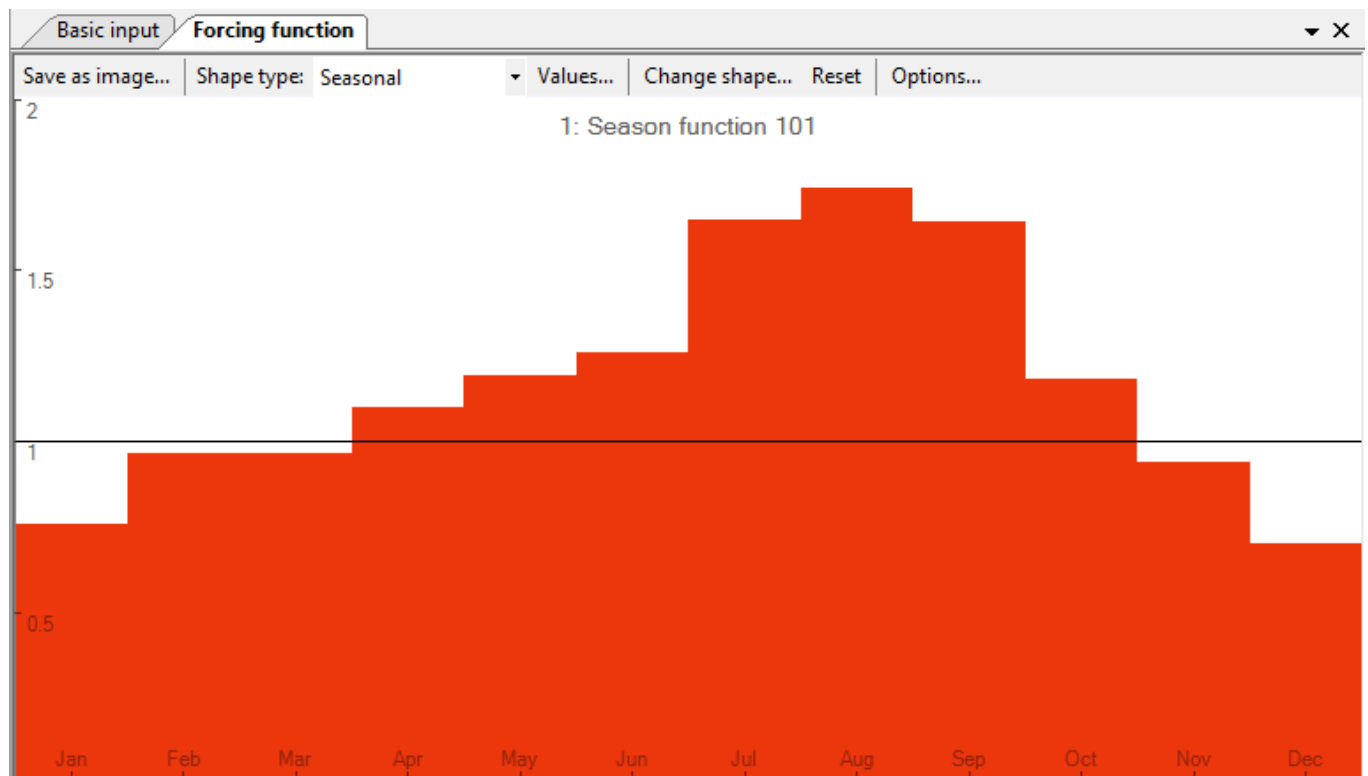 Basic input Forcing function
Save as image... Shape type: Seasonal Values... Change shape... Reset Options...
2
1: Season function 101
1.5
1
0.5
Jan Feb Mar Apr May Jun Jul Aug Sep Oct Nov Dec